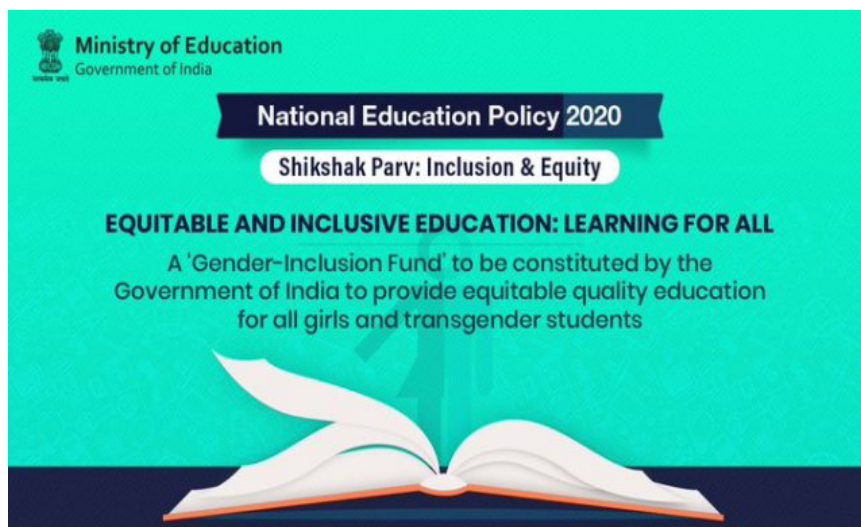 Ministry of Education
Government of India
National Education Policy 2020
Shikshak Parv: Inclusion & Equity
EQUITABLE AND INCLUSIVE EDUCATION: LEARNING FOR ALL
A 'Gender-Inclusion Fund' to be constituted by the
Government of India to provide equitable quality education
for all girls and transgender students